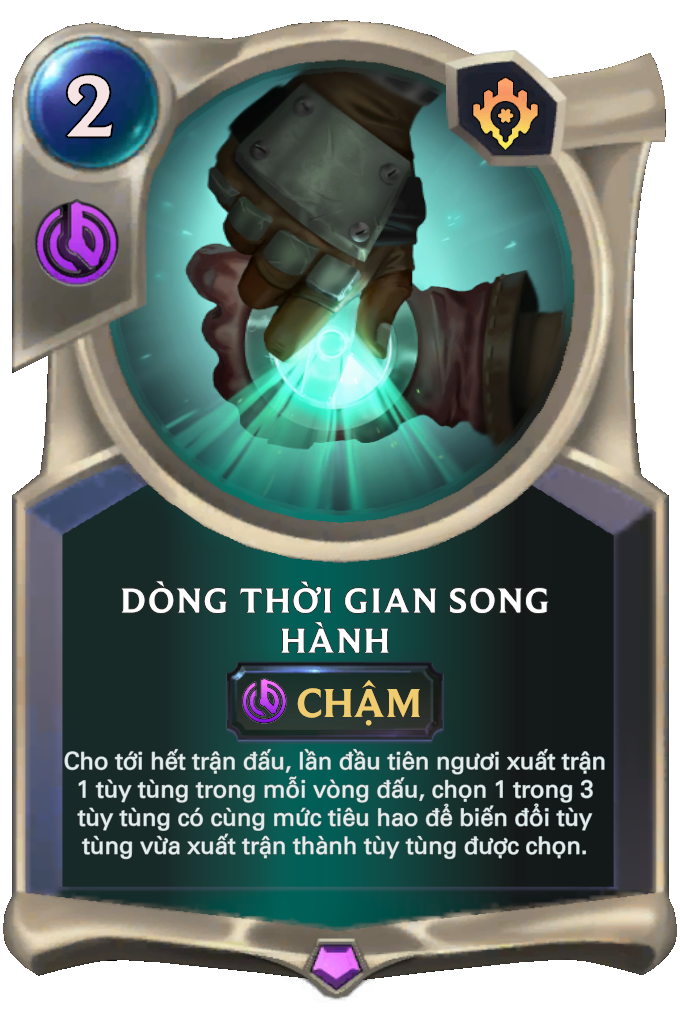 2
DÒNG THỜI GIAN SONG
HÀNH
CHẬM
Cho tới hết trận đấu, lần đầu tiên ngươi xuất trận
1 tùy tùng trong mỗi vòng đấu, chọn 1 trong 3
tùy tùng có cùng mức tiêu hao để biến đổi tùy
tùng vừa xuất trận thành tùy tùng được chọn.